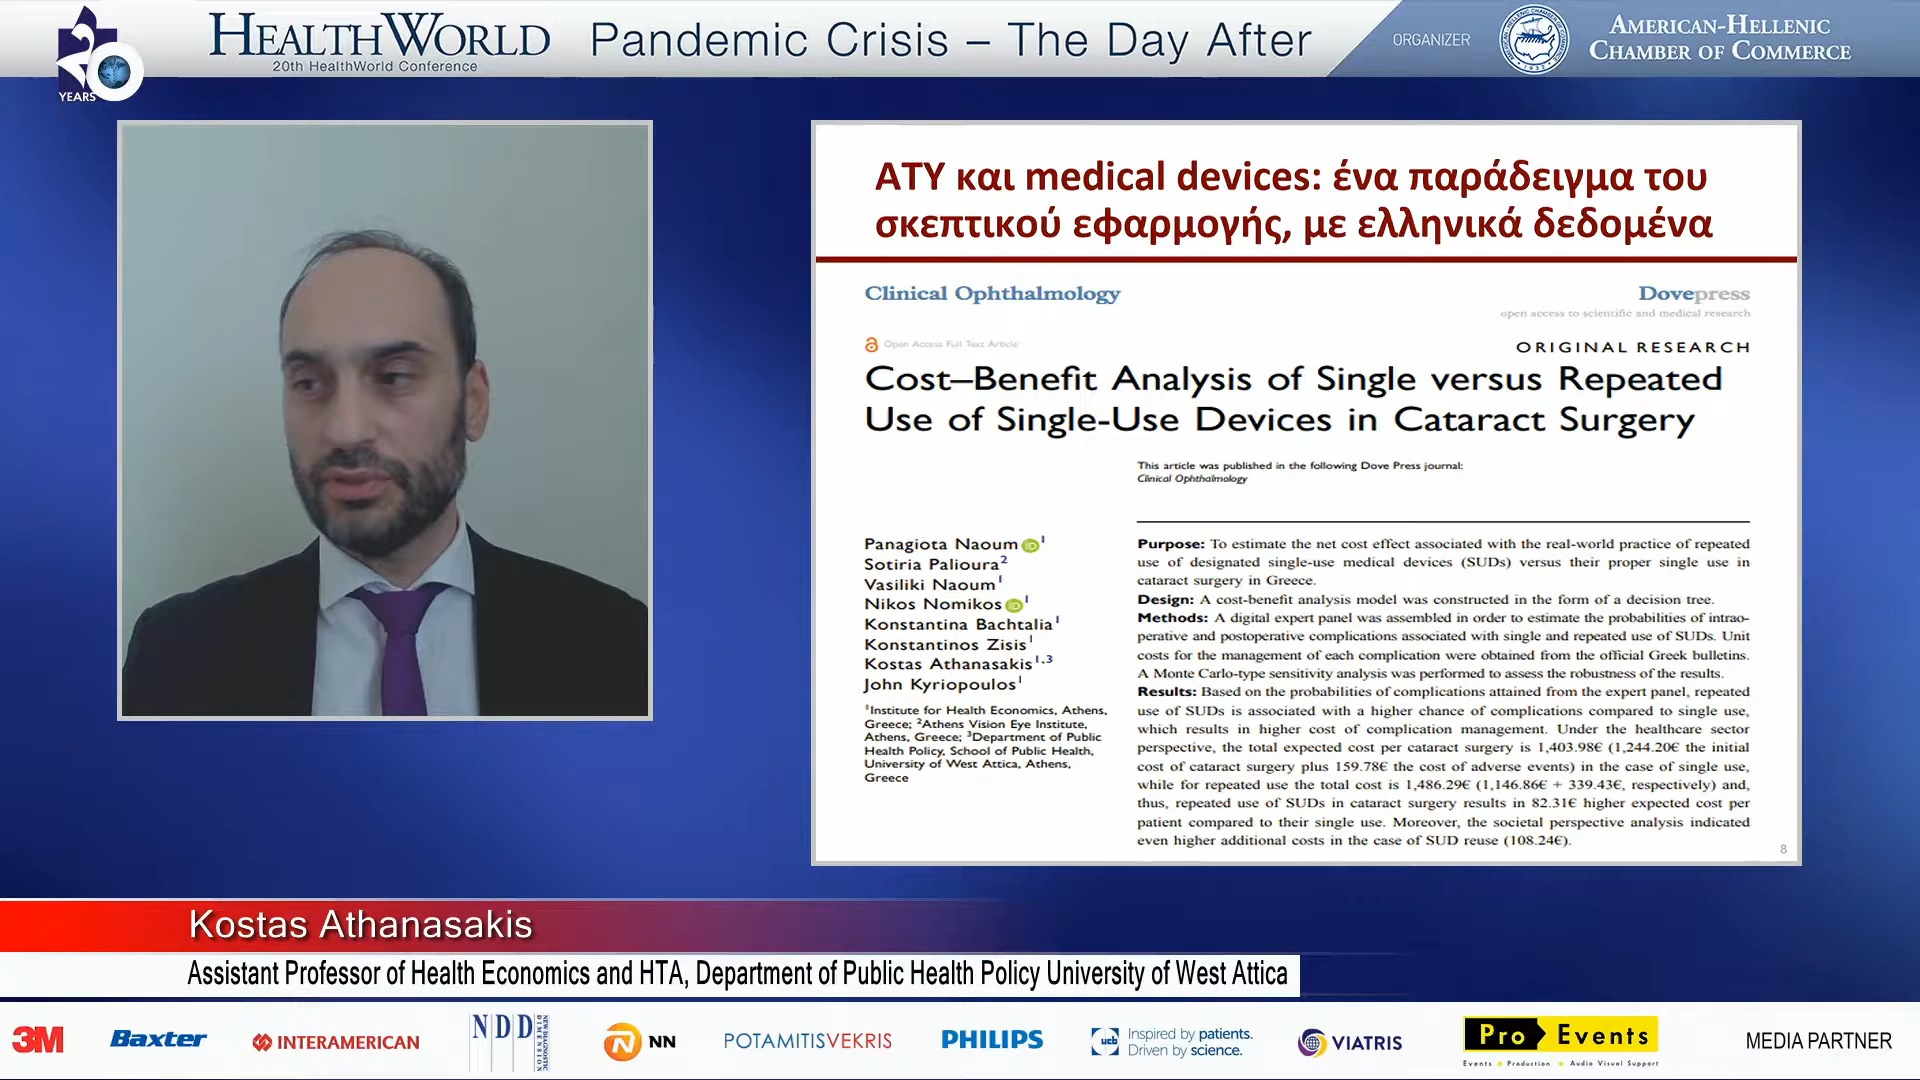 20
YEARS
HEALTHWORLD
20th HealthWorld Conference
Pandemic Crisis – The Day After
ORGANIZER
AMERICAN-HELLENIC
CHAMBER OF COMMERCE
ΑΤΥ και medical devices: ένα παράδειγμα του
σκεπτικού εφαρμογής, με ελληνικά δεδομένα
Clinical Ophthalmology
Dovepress
open access to scientific and medical research
Open Access Full Text Article
ORIGINAL RESEARCH
Cost–Benefit Analysis of Single versus Repeated
Use of Single-Use Devices in Cataract Surgery
This article was published in the following Dove Press journal:
Clinical Ophthalmology
Panagiota Naoum 1
Sotiria Palioura2
Vasiliki Naoum1
Nikos Nomikos 1
Konstantina Bachtalia1
Konstantinos Zisis1
Kostas Athanasakis1,3
John Kyriopoulos1
1Institute for Health Economics, Athens,
Greece; 2Athens Vision Eye Institute,
Athens, Greece; 3Department of Public
Health Policy, School of Public Health,
University of West Attica, Athens,
Greece
Purpose: To estimate the net cost effect associated with the real-world practice of repeated
use of designated single-use medical devices (SUDs) versus their proper single use in
cataract surgery in Greece.
Design: A cost-benefit analysis model was constructed in the form of a decision tree.
Methods: A digital expert panel was assembled in order to estimate the probabilities of intrao-
perative and postoperative complications associated with single and repeated use of SUDs. Unit
costs for the management of each complication were obtained from the official Greek bulletins.
A Monte Carlo-type sensitivity analysis was performed to assess the robustness of the results.
Results: Based on the probabilities of complications attained from the expert panel, repeated
use of SUDs is associated with a higher chance of complications compared to single use,
which results in higher cost of complication management. Under the healthcare sector
perspective, the total expected cost per cataract surgery is 1,403.98€ (1,244.20€ the initial
cost of cataract surgery plus 159.78€ the cost of adverse events) in the case of single use,
while for repeated use the total cost is 1,486.29€ (1,146.86€ + 339.43€, respectively) and,
thus, repeated use of SUDs in cataract surgery results in 82.31€ higher expected cost per
patient compared to their single use. Moreover, the societal perspective analysis indicated
even higher additional costs in the case of SUD reuse (108.24€).
8
Kostas Athanasakis
Assistant Professor of Health Economics and HTA, Department of Public Health Policy University of West Attica
3M
Baxter
INTERAMERICAN
NDD
NEW DIAGNOSTIC
DIMENSION
NN
POTAMITISVEKRIS
PHILIPS
ucb
Inspired by patients.
Driven by science.
VIATRIS
Pro Events
Events • Production • Audio Visual Support
MEDIA PARTNER